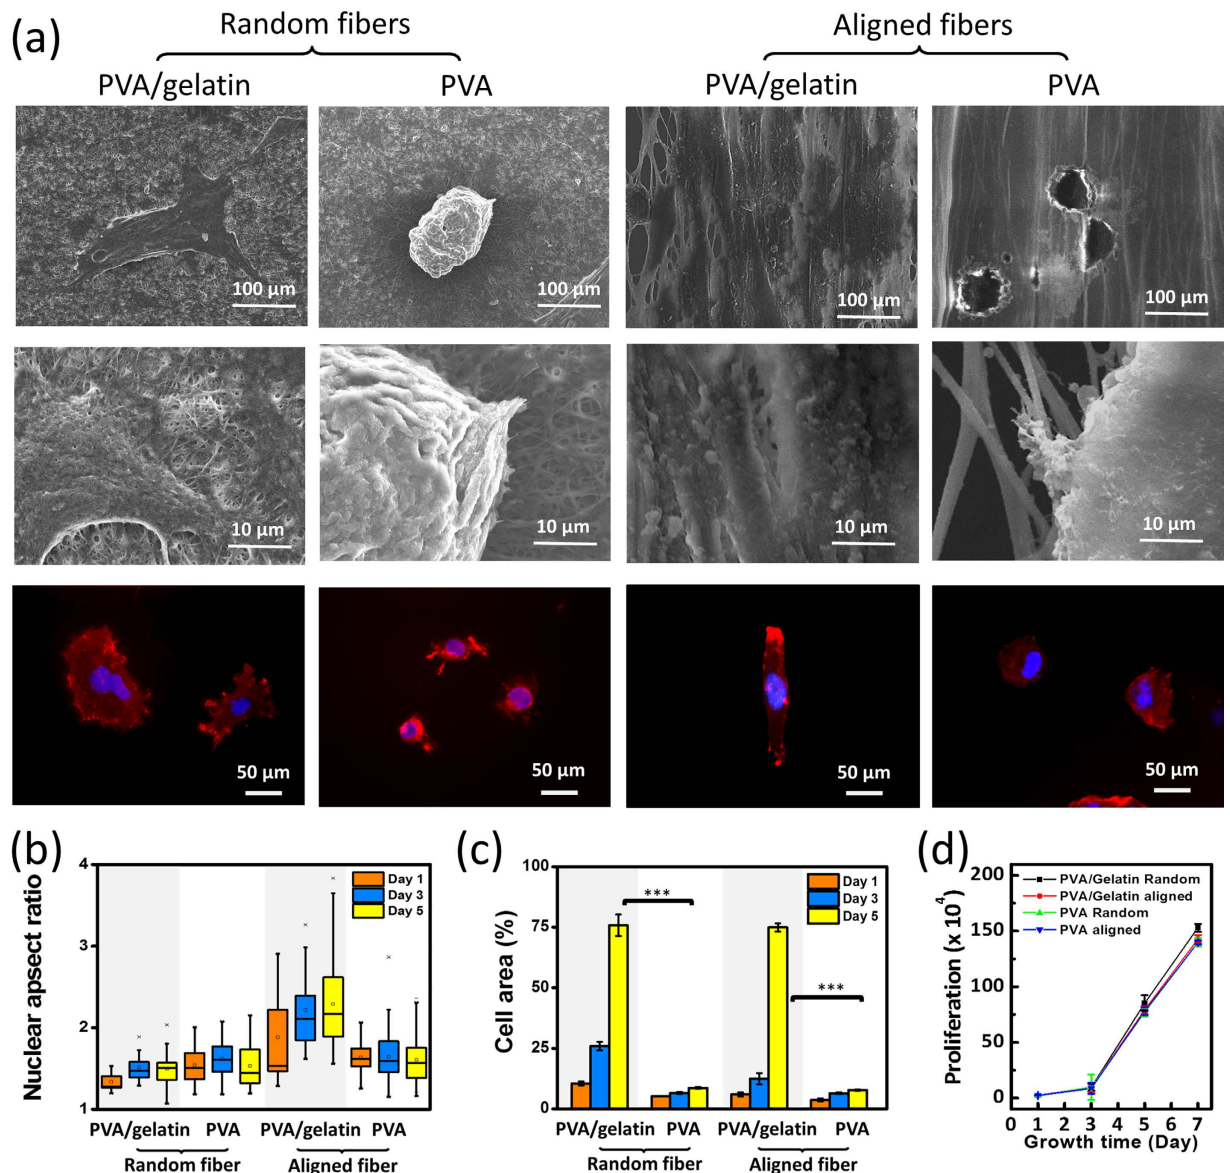 (a)
Random fibers
Aligned fibers
PVA/gelatin
PVA
PVA/gelatin
PVA
100 μm
100 μm
100 μm
100 μm
10 μm
10 μm
10 μm
10 μm
50 μm
50 μm
50 μm
50 μm
(b)
Nuclear apsect ratio
4
3
2
1
Day 1
Day 3
Day 5
PVA/gelatin
PVA
PVA/gelatin
PVA
Random fiber
Aligned fibers
(c)
Cell area (%)
100
75
50
25
0
***
***
Day 1
Day 3
Day 5
PVA/gelatin
PVA
PVA/gelatin
PVA
Random fiber
Aligned fibers
(d)
Proliferation (x 10⁴)
200
150
100
50
0
PVA/Gelatin Random
PVA/Gelatin aligned
PVA Random
PVA aligned
0 1 2 3 4 5 6 7
Growth time (Day)